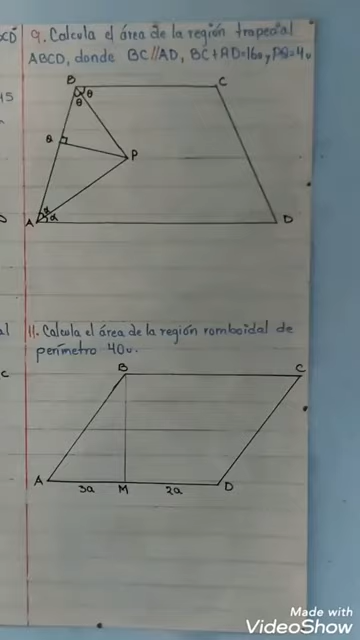 9. Calcula el área de la región trapecial
ABCD, donde BC//AD, BC+AD=16u y PQ=4u
B
C
θ
θ
Q
P
α
α
A
D
11. Calcula el área de la región romboidal de
perímetro 40u.
B
C
A
3a
M
2a
D
15
c
Made with
VideoShow